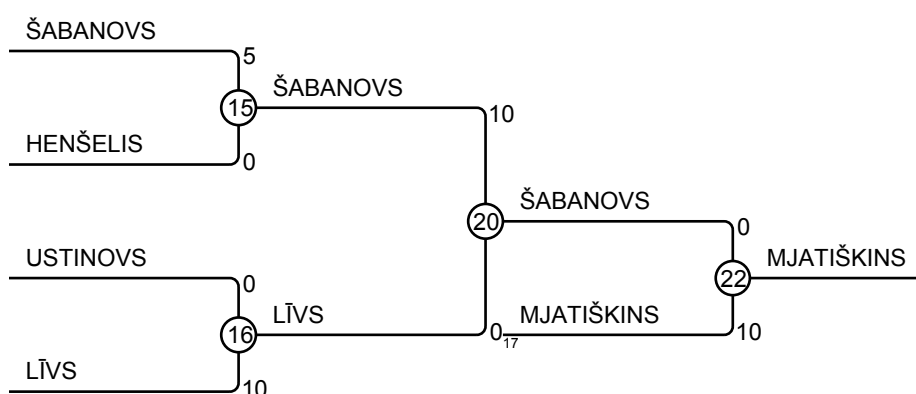 ŠABANOVS
5
15
ŠABANOVS
10
HENŠELIS
0
20
ŠABANOVS
0
USTINOVS
0
22
MJATIŠKINS
16
LĪVS
0
17
MJATIŠKINS
10
LĪVS
10